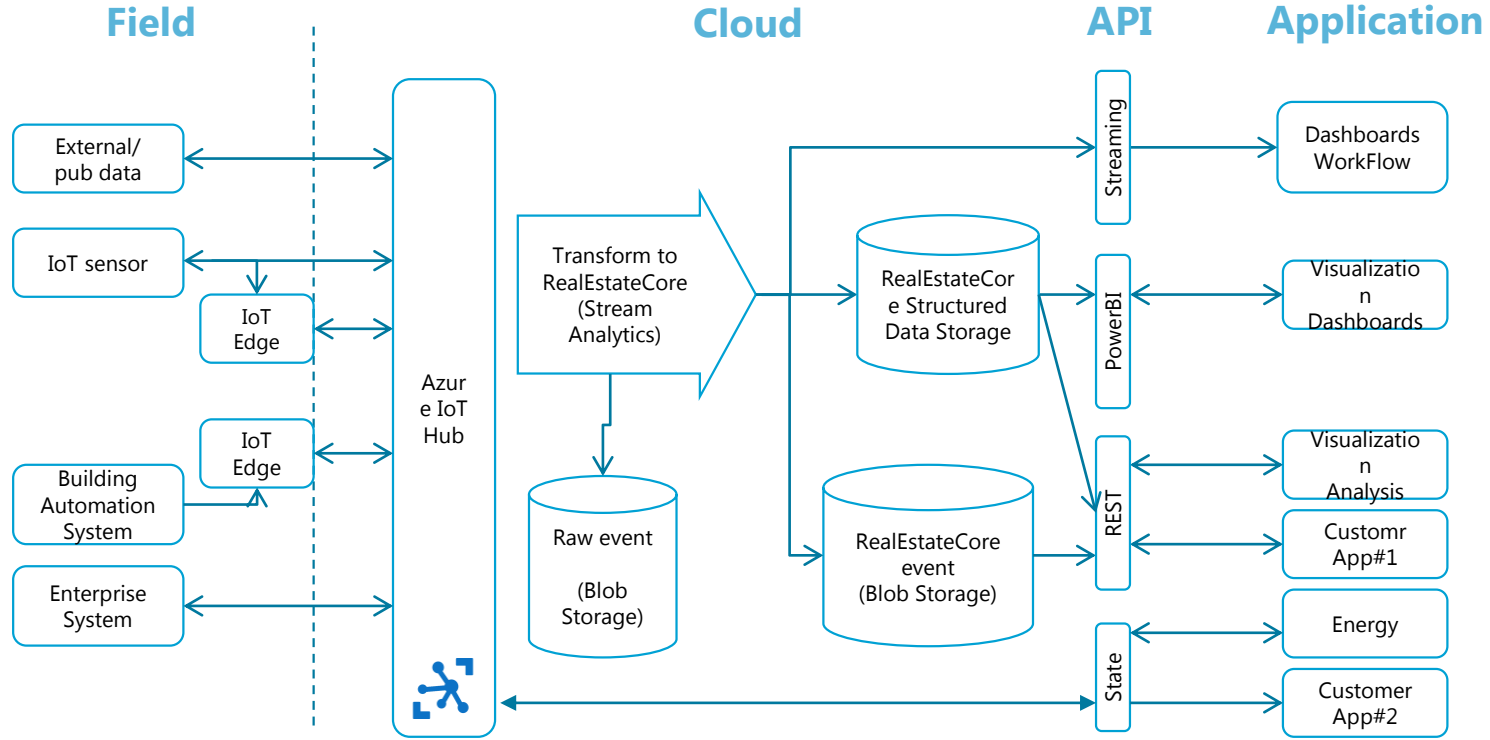 Field
Cloud
API
Application
External/
pub data
IoT sensor
IoT
Edge
IoT
Edge
Building
Automation
System
Enterprise
System
Azur
e IoT
Hub
Transform to
RealEstateCore
(Stream
Analytics)
Raw event
(Blob
Storage)
RealEstateCor
e Structured
Data Storage
RealEstateCore
event
(Blob Storage)
Streaming
PowerBI
REST
State
Dashboards
WorkFlow
Visualizatio
n
Dashboards
Visualizatio
n
Analysis
Customr
App#1
Energy
Customer
App#2